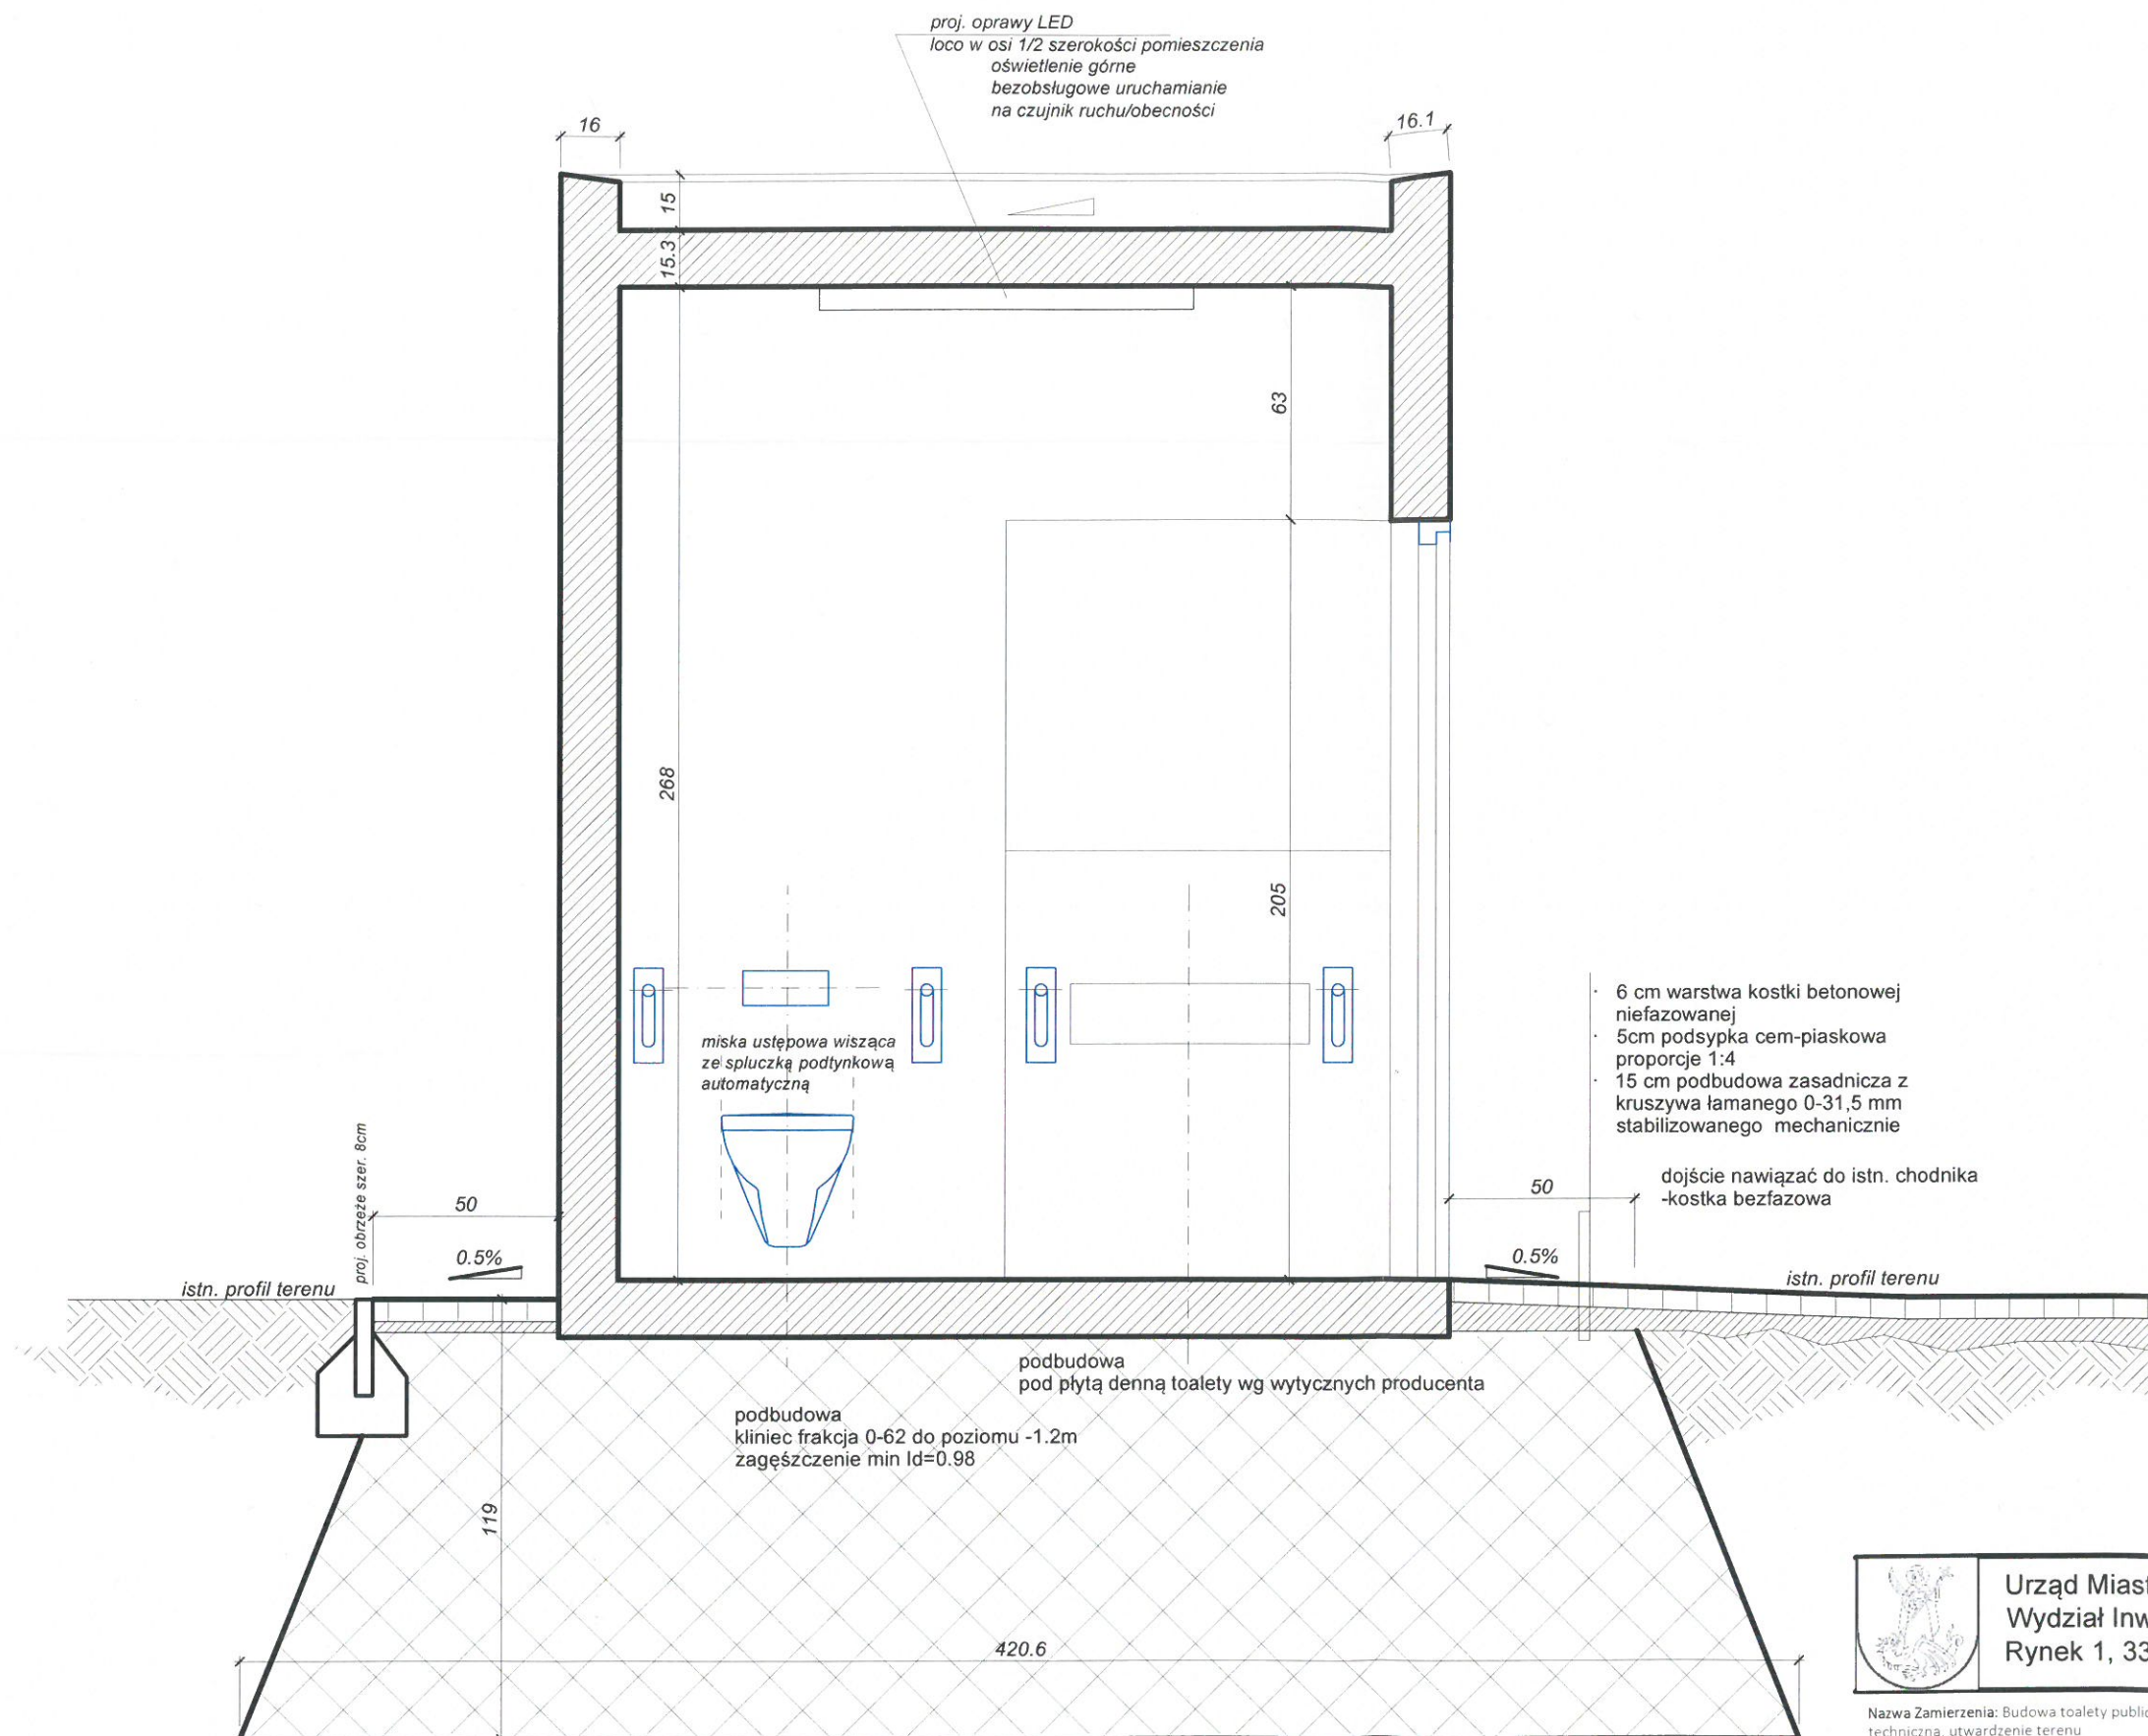 proj. oprawy LED
loco w osi 1/2 szerokości pomieszczenia
oświetlenie górne
bezobsługowe uruchamianie
na czujnik ruchu/obecności
16
16.1
15
15.3
63
268
205
miska ustępowa wisząca
ze spluczką podtynkową
automatyczną
· 6 cm warstwa kostki betonowej
niefazowanej
· 5cm podsypka cem-piaskowa
proporcje 1:4
· 15 cm podbudowa zasadnicza z
kruszywa łamanego 0-31,5 mm
stabilizowanego mechanicznie
dojście nawiązać do istn. chodnika
-kostka bezfazowa
proj. obrzeże szer. 8cm
50
50
0.5%
0.5%
istn. profil terenu
istn. profil terenu
podbudowa
pod płytą denną toalety wg wytycznych producenta
podbudowa
kliniec frakcja 0-62 do poziomu -1.2m
zagęszczenie min Id=0.98
119
420.6
Urząd Miast
Wydział Inw
Rynek 1, 33
Nazwa Zamierzenia: Budowa toalety public
techniczna, utwardzenie terenu